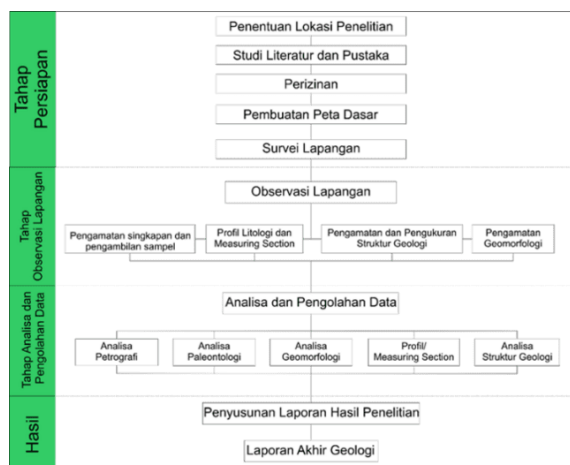 Tahap
Persiapan
Penentuan Lokasi Penelitian
Studi Literatur dan Pustaka
Perizinan
Pembuatan Peta Dasar
Survei Lapangan
Tahap
Observasi Lapangan
Observasi Lapangan
Pengamatan singkapan dan
pengambilan sampel
Profil Litologi dan
Measuring Section
Pengamatan dan Pengukuran
Struktur Geologi
Pengamatan
Geomorfologi
Tahap Analisa dan
Pengolahan Data
Analisa dan Pengolahan Data
Analisa
Petrografi
Analisa
Paleontologi
Analisa
Geomorfologi
Profil/
Measuring Section
Analisa
Struktur Geologi
Hasil
Penyusunan Laporan Hasil Penelitian
Laporan Akhir Geologi